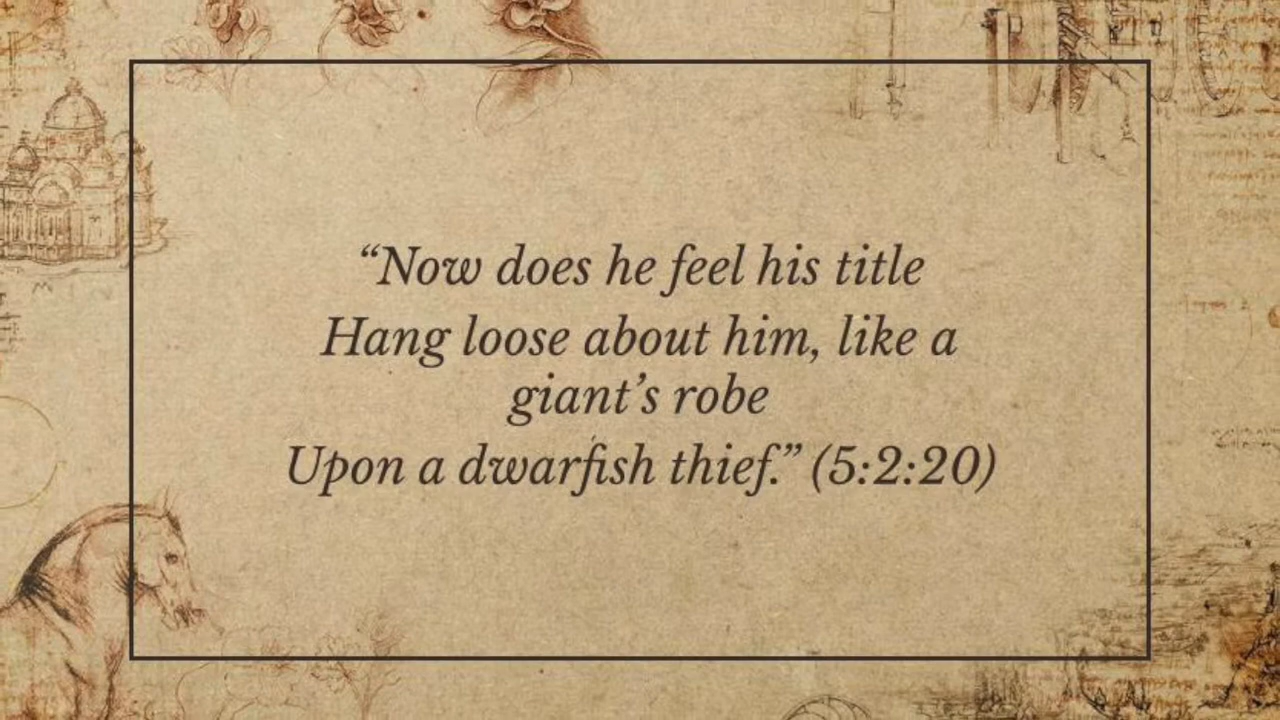 “Now does he feel his title
Hang loose about him, like a
giant’s robe
Upon a dwarfish thief.” (5:2:20)